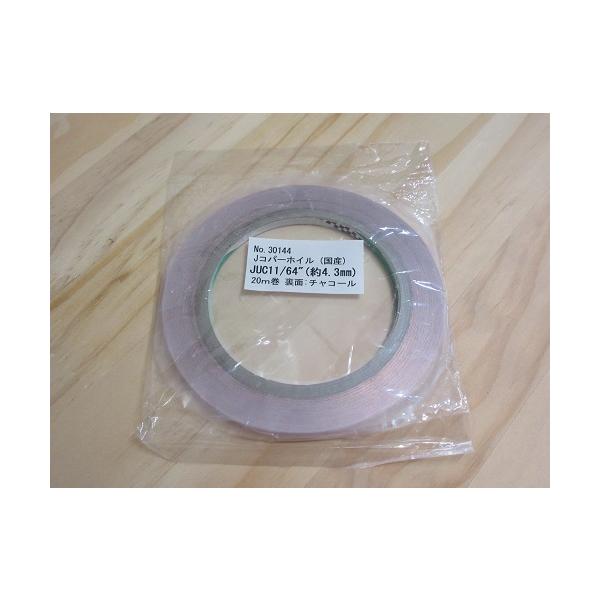 No.30144
Jコパーホイル (国産)
JUC11/64"(約4.3mm)
20m巻 裏面:チャコール